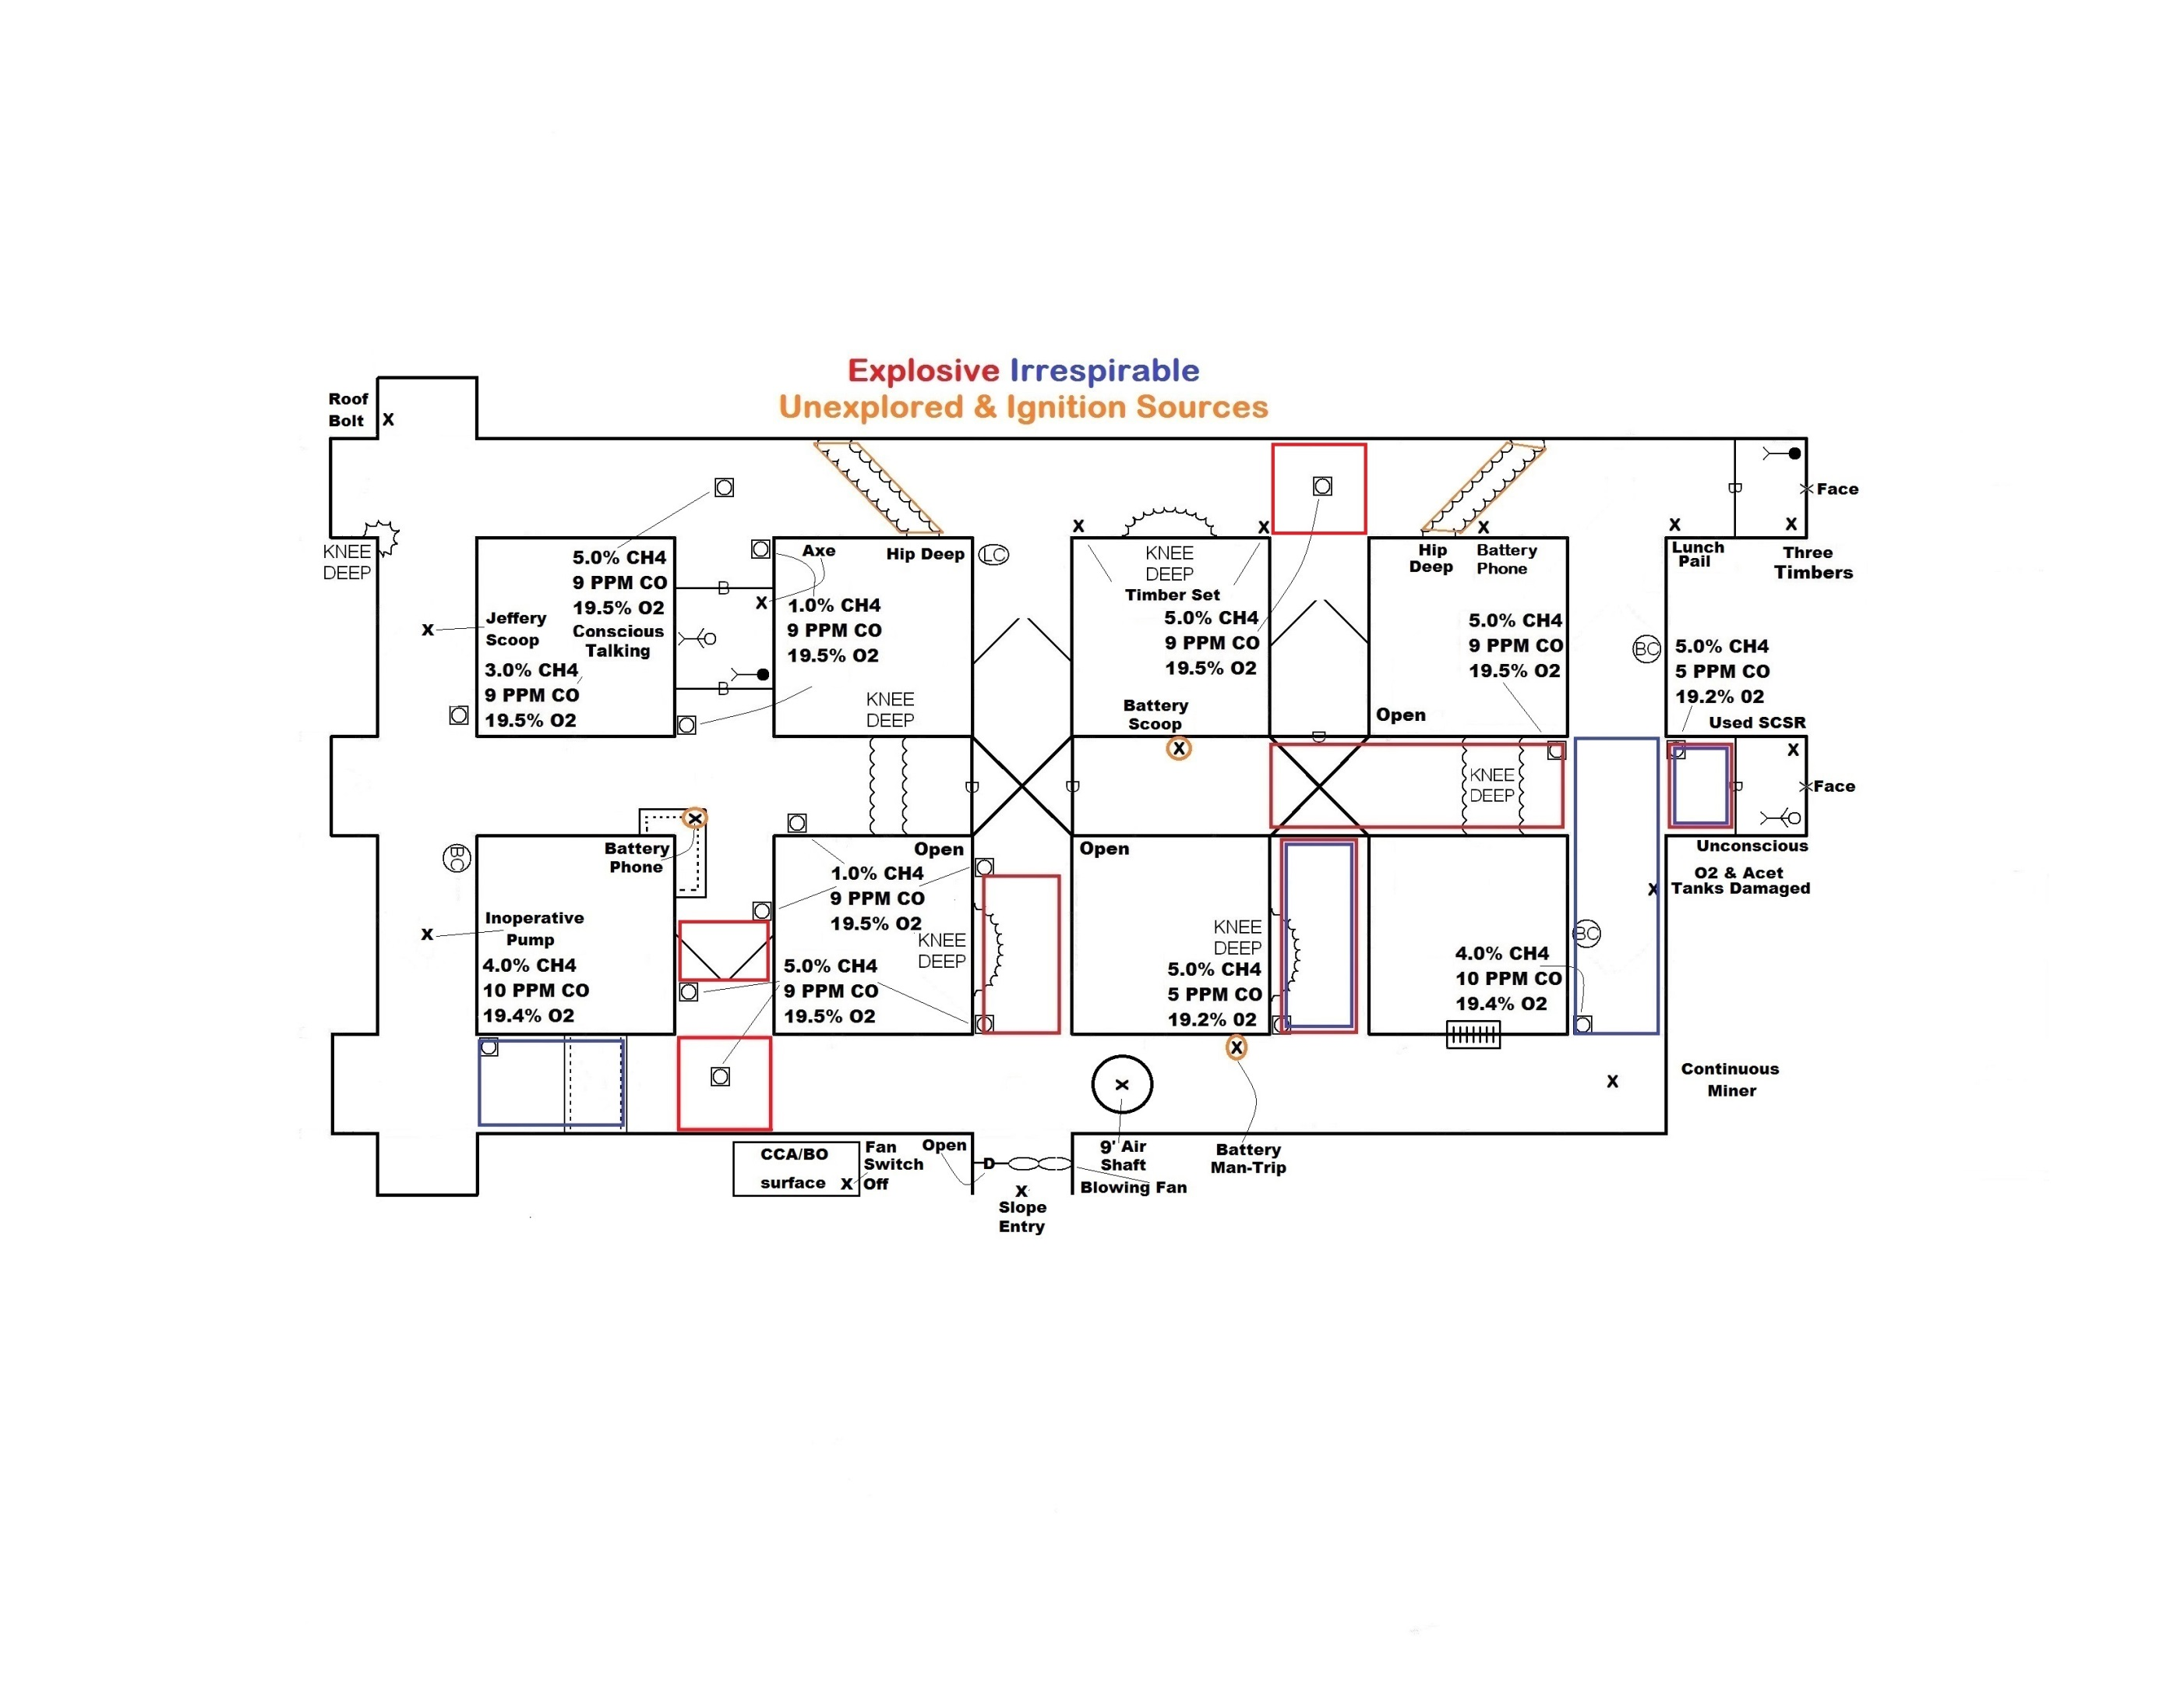 Explosive Irrespirable
Unexplored & Ignition Sources
Roof
Bolt X
Face
KNEE
DEEP
5.0% CH4
9 PPM CO
19.5% O2
Conscious
Talking
Jeffery
Scoop
X
3.0% CH4
9 PPM CO
19.5% O2
B
B
Axe
X
Hip Deep
LC
1.0% CH4
9 PPM CO
19.5% O2
KNEE
DEEP
X
X
KNEE
DEEP
Timber Set
5.0% CH4
9 PPM CO
19.5% O2
Battery
Scoop
X
Hip
Deep
X
Battery
Phone
5.0% CH4
9 PPM CO
19.5% O2
Open
D
B
X
X
Lunch
Pail
Three
Timbers
BC
5.0% CH4
5 PPM CO
19.2% 02
Used SCSR
X
B
Face
Unconscious
KNEE
DEEP
D
D
X
Battery
Phone
BC
Inoperative
Pump
X
4.0% CH4
10 PPM CO
19.4% O2
Open
1.0% CH4
9 PPM CO
19.5% O2
KNEE
DEEP
5.0% CH4
9 PPM CO
19.5% O2
Open
KNEE
DEEP
5.0% CH4
5 PPM CO
19.2% 02
4.0% CH4
10 PPM CO
19.4% O2
BC
O2 & Acet
X Tanks Damaged
Continuous
Miner
X
X
X
CCA/BO
surface X
Fan
Switch
Off
Open
D
X
Slope
Entry
9' Air
Shaft
Blowing Fan
Battery
Man-Trip